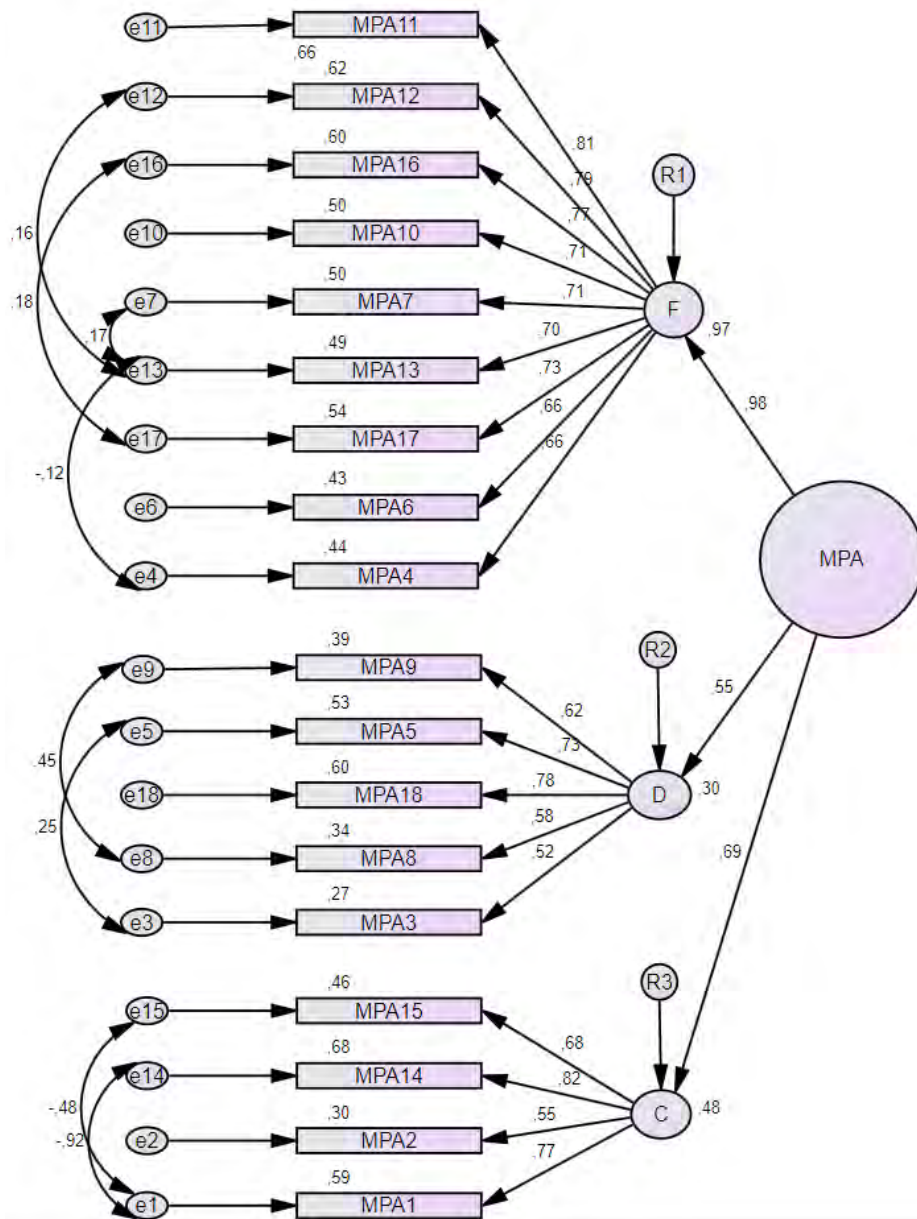 e11 MPA11
,66
,62
e12 MPA12
,81
,60
e16 MPA16
,79
R1
,77
,50
e10 MPA10
,16
,71
,50
e7 MPA7
,71
F
,18
,17
,97
,49
e13 MPA13
,70
,73
,54
e17 MPA17
,66
,98
-,12
,66
,43
e6 MPA6
,44
e4 MPA4
MPA
,39
e9 MPA9
R2
,62
,55
,53
e5 MPA5
,73
,45
,60
e18 MPA18
,78
D
,30
,25
,34
e8 MPA8
,58
,52
,69
,27
e3 MPA3
,46
e15 MPA15
R3
,68
,68
e14 MPA14
,82
-,48
,30
e2 MPA2
,55
C
,48
-,92
,77
,59
e1 MPA1